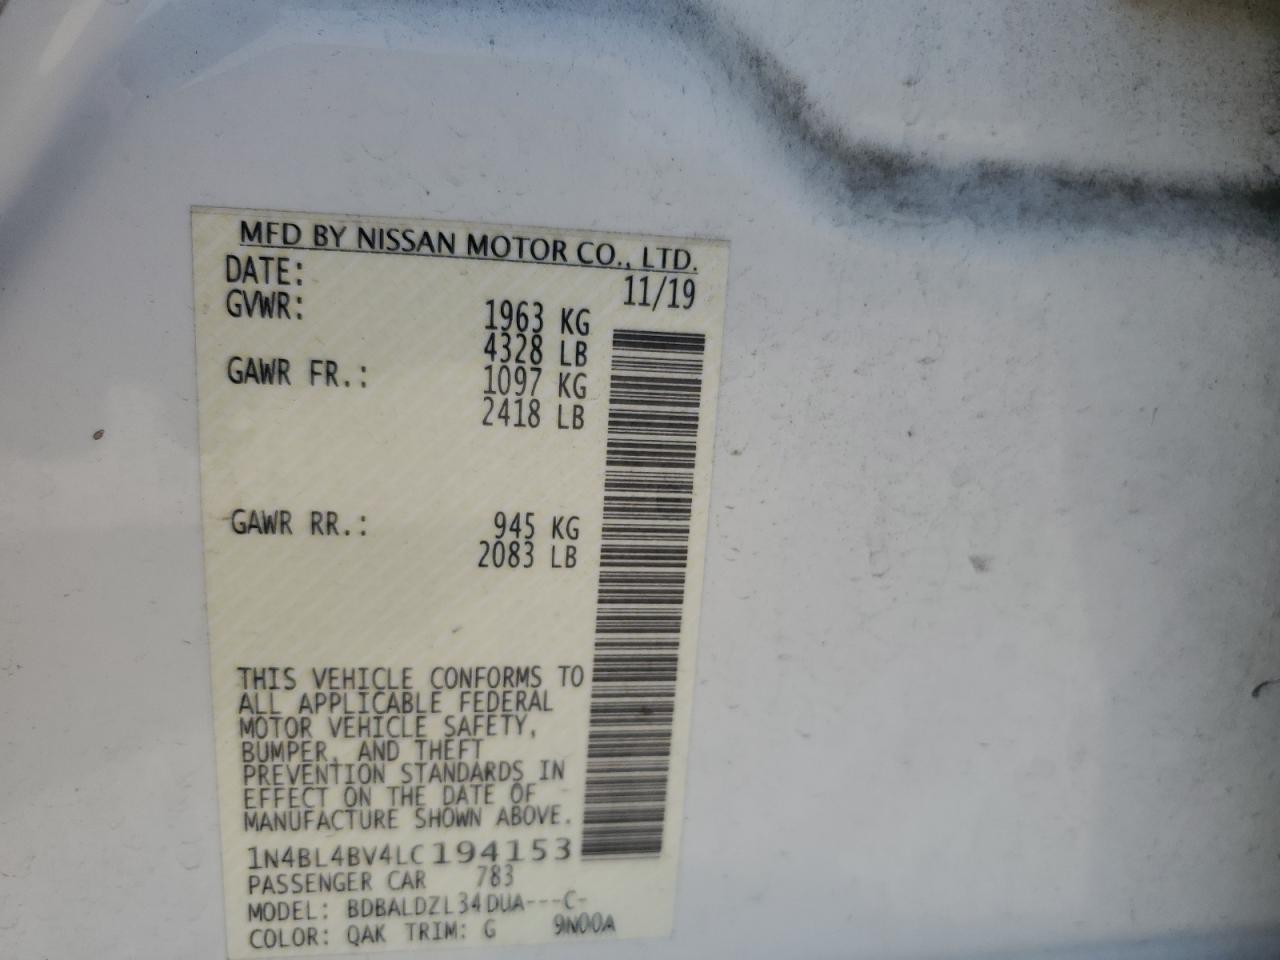 MFD BY NISSAN MOTOR CO., LTD.
DATE: 11/19
GVWR: 1963 KG
4328 LB
GAWR FR.: 1097 KG
2418 LB
GAWR RR.: 945 KG
2083 LB
THIS VEHICLE CONFORMS TO
ALL APPLICABLE FEDERAL
MOTOR VEHICLE SAFETY,
BUMPER, AND THEFT
PREVENTION STANDARDS IN
EFFECT ON THE DATE OF
MANUFACTURE SHOWN ABOVE.
1N4BL4BV4LC194153
PASSENGER CAR 783
MODEL: BDBALDZL34DUA---C-
COLOR: QAK TRIM: G 9N00A